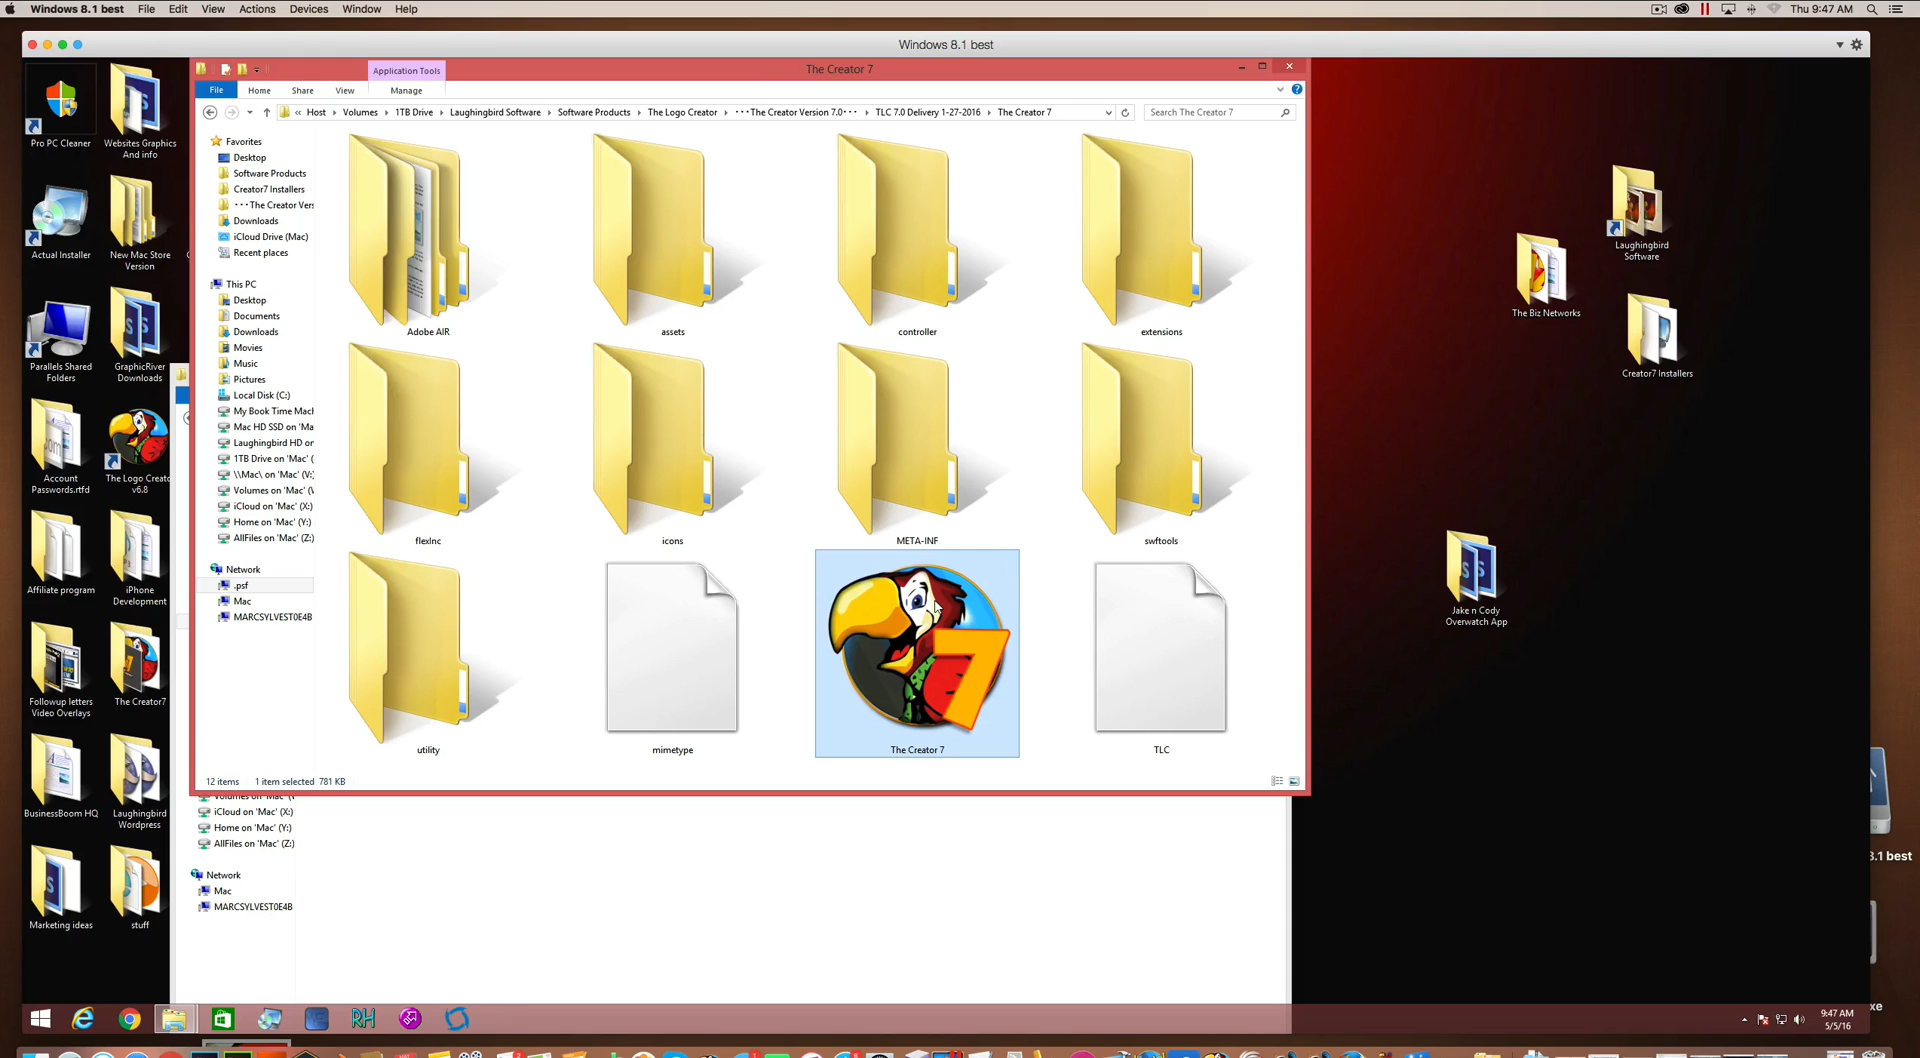 Windows 8.1 best File Edit View Actions Devices Window Help
Thu 9:47 AM
Windows 8.1 best
Application Tools
The Creator 7
File Home Share View Manage
Host Volumes 1TB Drive Laughingbird Software Software Products The Logo Creator ···The Creator Version 7.0··· TLC 7.0 Delivery 1-27-2016 The Creator 7
Search The Creator 7
Pro PC Cleaner
Websites Graphics
And info
Actual Installer
New Mac Store
Version
Parallels Shared
Folders
GraphicRiver
Downloads
Account
Passwords.rtfd
The Logo Creato
v6.8
Affiliate program
iPhone
Development
Followup letters
Video Overlays
The Creator7
BusinessBoom HQ
Laughingbird
Wordpress
Marketing ideas
stuff
Favorites
Desktop
Software Products
Creator7 Installers
···The Creator Vers
Downloads
iCloud Drive (Mac)
Recent places
This PC
Desktop
Documents
Downloads
Movies
Music
Pictures
Local Disk (C:)
My Book Time Mach
Mac HD SSD on 'Ma
Laughingbird HD on
1TB Drive on 'Mac' (
\\Mac\ on 'Mac' (V:)
Volumes on 'Mac' (W
iCloud on 'Mac' (X:)
Home on 'Mac' (Y:)
AllFiles on 'Mac' (Z:)
Network
.psf
Mac
MARCSYLVEST0E4B
Adobe AIR
assets
controller
extensions
flexInc
icons
META-INF
swftools
utility
mimetype
7
The Creator 7
TLC
12 items 1 item selected 781 KB
Volumes on 'Mac' (
iCloud on 'Mac' (X:)
Home on 'Mac' (Y:)
AllFiles on 'Mac' (Z:)
Network
Mac
MARCSYLVEST0E4B
Laughingbird
Software
The Biz Networks
Creator7 Installers
Jake n Cody
Overwatch App
8.1 best
xe
RH
9:47 AM
5/5/16